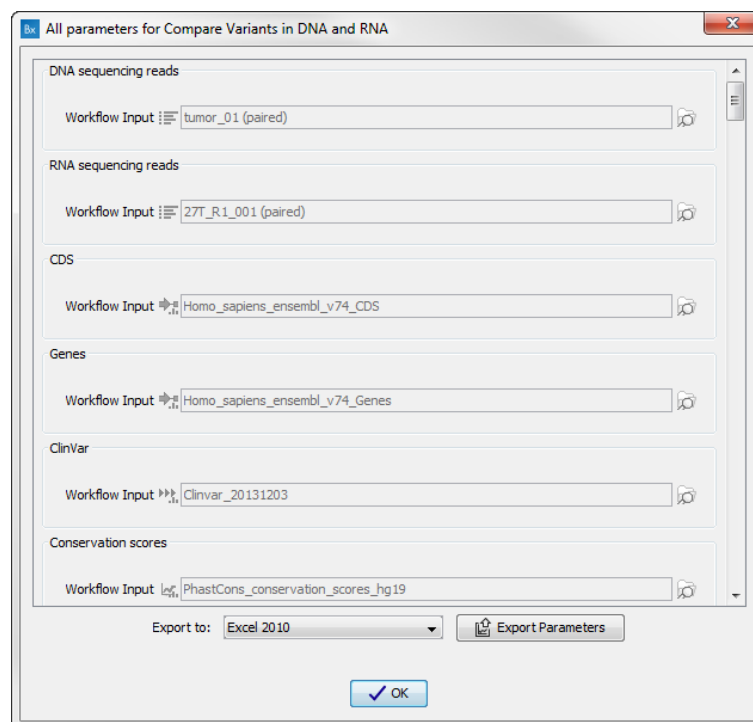 Bx All parameters for Compare Variants in DNA and RNA
DNA sequencing reads
Workflow Input tumor_01 (paired)
RNA sequencing reads
Workflow Input 27T_R1_001 (paired)
CDS
Workflow Input Homo_sapiens_ensembl_v74_CDS
Genes
Workflow Input Homo_sapiens_ensembl_v74_Genes
ClinVar
Workflow Input Clinvar_20131203
Conservation scores
Workflow Input PhastCons_conservation_scores_hg19
Export to: Excel 2010 Export Parameters
OK